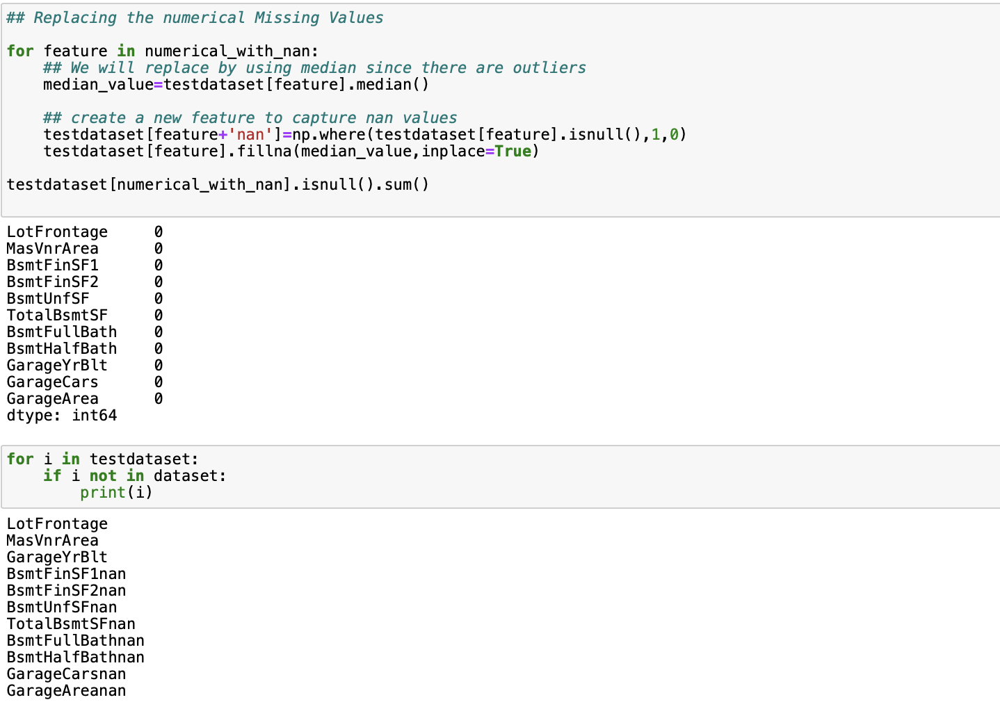 ## Replacing the numerical Missing Values
for feature in numerical_with_nan:
    ## We will replace by using median since there are outliers
    median_value=testdataset[feature].median()
    ## create a new feature to capture nan values
    testdataset[feature+'nan']=np.where(testdataset[feature].isnull(),1,0)
    testdataset[feature].fillna(median_value,inplace=True)
testdataset[numerical_with_nan].isnull().sum()
LotFrontage     0
MasVnrArea      0
BsmtFinSF1      0
BsmtFinSF2      0
BsmtUnfSF       0
TotalBsmtSF     0
BsmtFullBath    0
BsmtHalfBath    0
GarageYrBlt     0
GarageCars      0
GarageArea      0
dtype: int64
for i in testdataset:
    if i not in dataset:
        print(i)
LotFrontage
MasVnrArea
GarageYrBlt
BsmtFinSF1nan
BsmtFinSF2nan
BsmtUnfSFnan
TotalBsmtSFnan
BsmtFullBathnan
BsmtHalfBathnan
GarageCarsnan
GarageAreanan